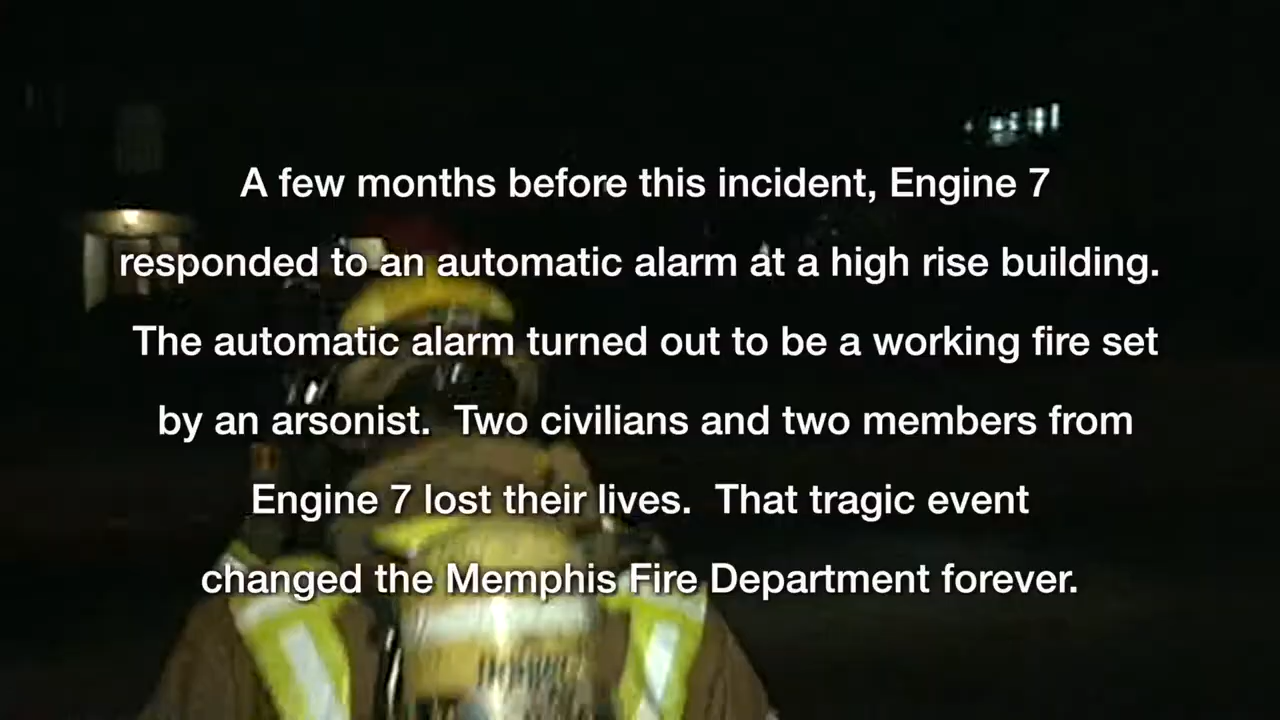 A few months before this incident, Engine 7
responded to an automatic alarm at a high rise building.
The automatic alarm turned out to be a working fire set
by an arsonist.  Two civilians and two members from
Engine 7 lost their lives.  That tragic event
changed the Memphis Fire Department forever.